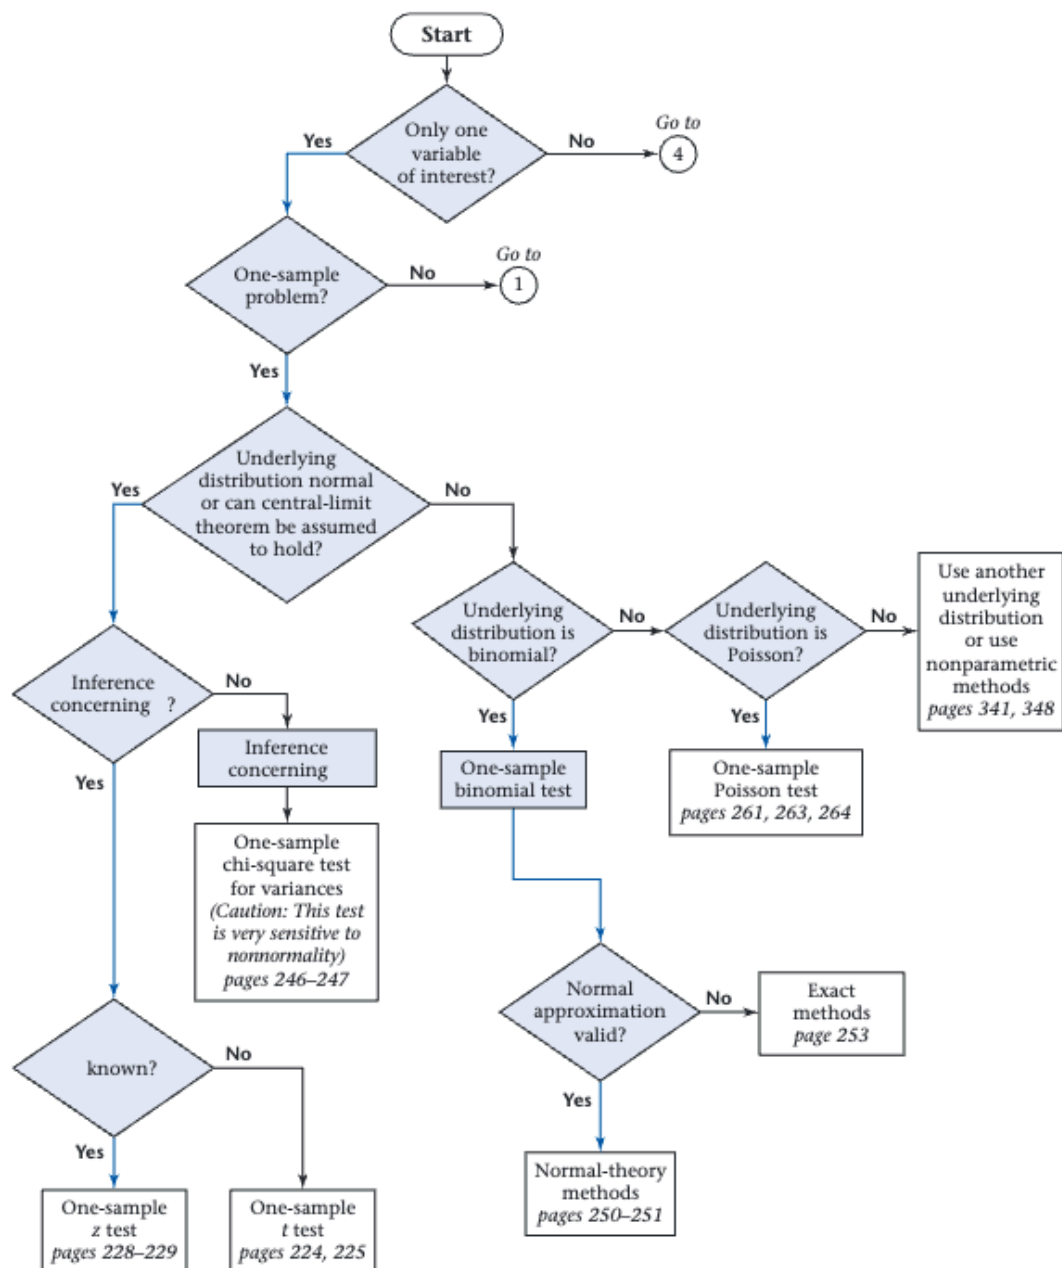 Start
Only one
variable
of interest?
Yes
No
Go to
4
One-sample
problem?
No
Go to
1
Yes
Underlying
distribution normal
or can central-limit
theorem be assumed
to hold?
Yes
No
Underlying
distribution is
binomial?
No
Underlying
distribution is
Poisson?
No
Use another
underlying
distribution
or use
nonparametric
methods
pages 341, 348
Inference
concerning ?
No
Inference
concerning
Yes
Yes
One-sample
binomial test
Yes
One-sample
Poisson test
pages 261, 263, 264
One-sample
chi-square test
for variances
(Caution: This test
is very sensitive to
nonnormality)
pages 246–247
Normal
approximation
valid?
No
Exact
methods
page 253
known?
No
Yes
Yes
One-sample
z test
pages 228–229
One-sample
t test
pages 224, 225
Normal-theory
methods
pages 250–251